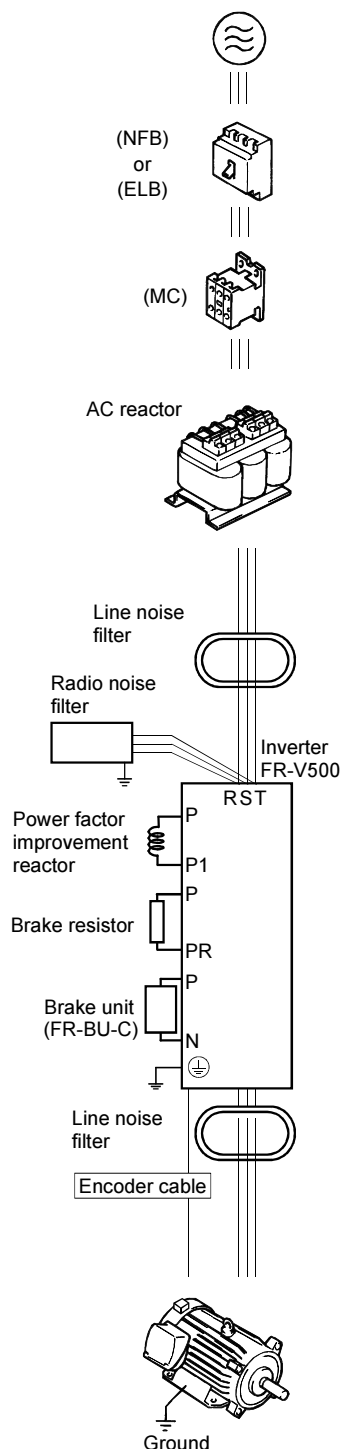 (NFB)
or
(ELB)
(MC)
AC reactor
Line noise
filter
Radio noise
filter
Inverter
FR-V500
R S T
P
Power factor
improvement
reactor
P1
P
Brake resistor
PR
P
Brake unit
(FR-BU-C)
N
Line noise
filter
Encoder cable
Ground